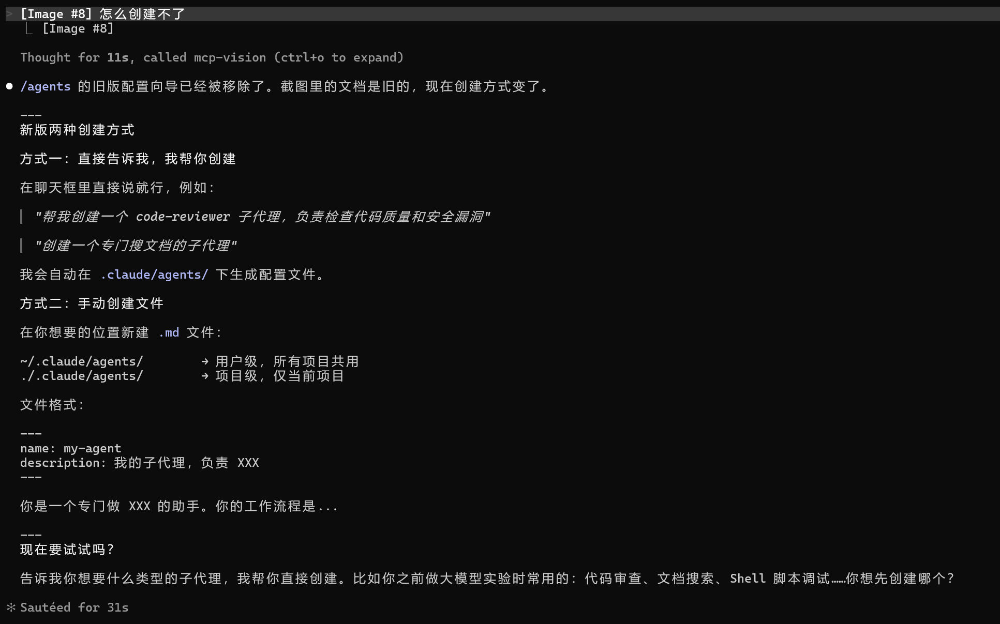 > [Image #8] 怎么创建不了
⎿ [Image #8]
Thought for 11s, called mcp-vision (ctrl+o to expand)
● /agents 的旧版配置向导已经被移除了。截图里的文档是旧的，现在创建方式变了。
---
新版两种创建方式
方式一：直接告诉我，我帮你创建
在聊天框里直接说就行，例如：
"帮我创建一个 code-reviewer 子代理，负责检查代码质量和安全漏洞"
"创建一个专门搜文档的子代理"
我会自动在 .claude/agents/ 下生成配置文件。
方式二：手动创建文件
在你想要的位置新建 .md 文件：
~/.claude/agents/        → 用户级，所有项目共用
./.claude/agents/        → 项目级，仅当前项目
文件格式：
---
name: my-agent
description: 我的子代理，负责 XXX
---
你是一个专门做 XXX 的助手。你的工作流程是...
---
现在要试试吗？
告诉我你想要什么类型的子代理，我帮你直接创建。比如你之前做大模型实验时常用的：代码审查、文档搜索、Shell 脚本调试……你想先创建哪个？
✻ Sautéed for 31s